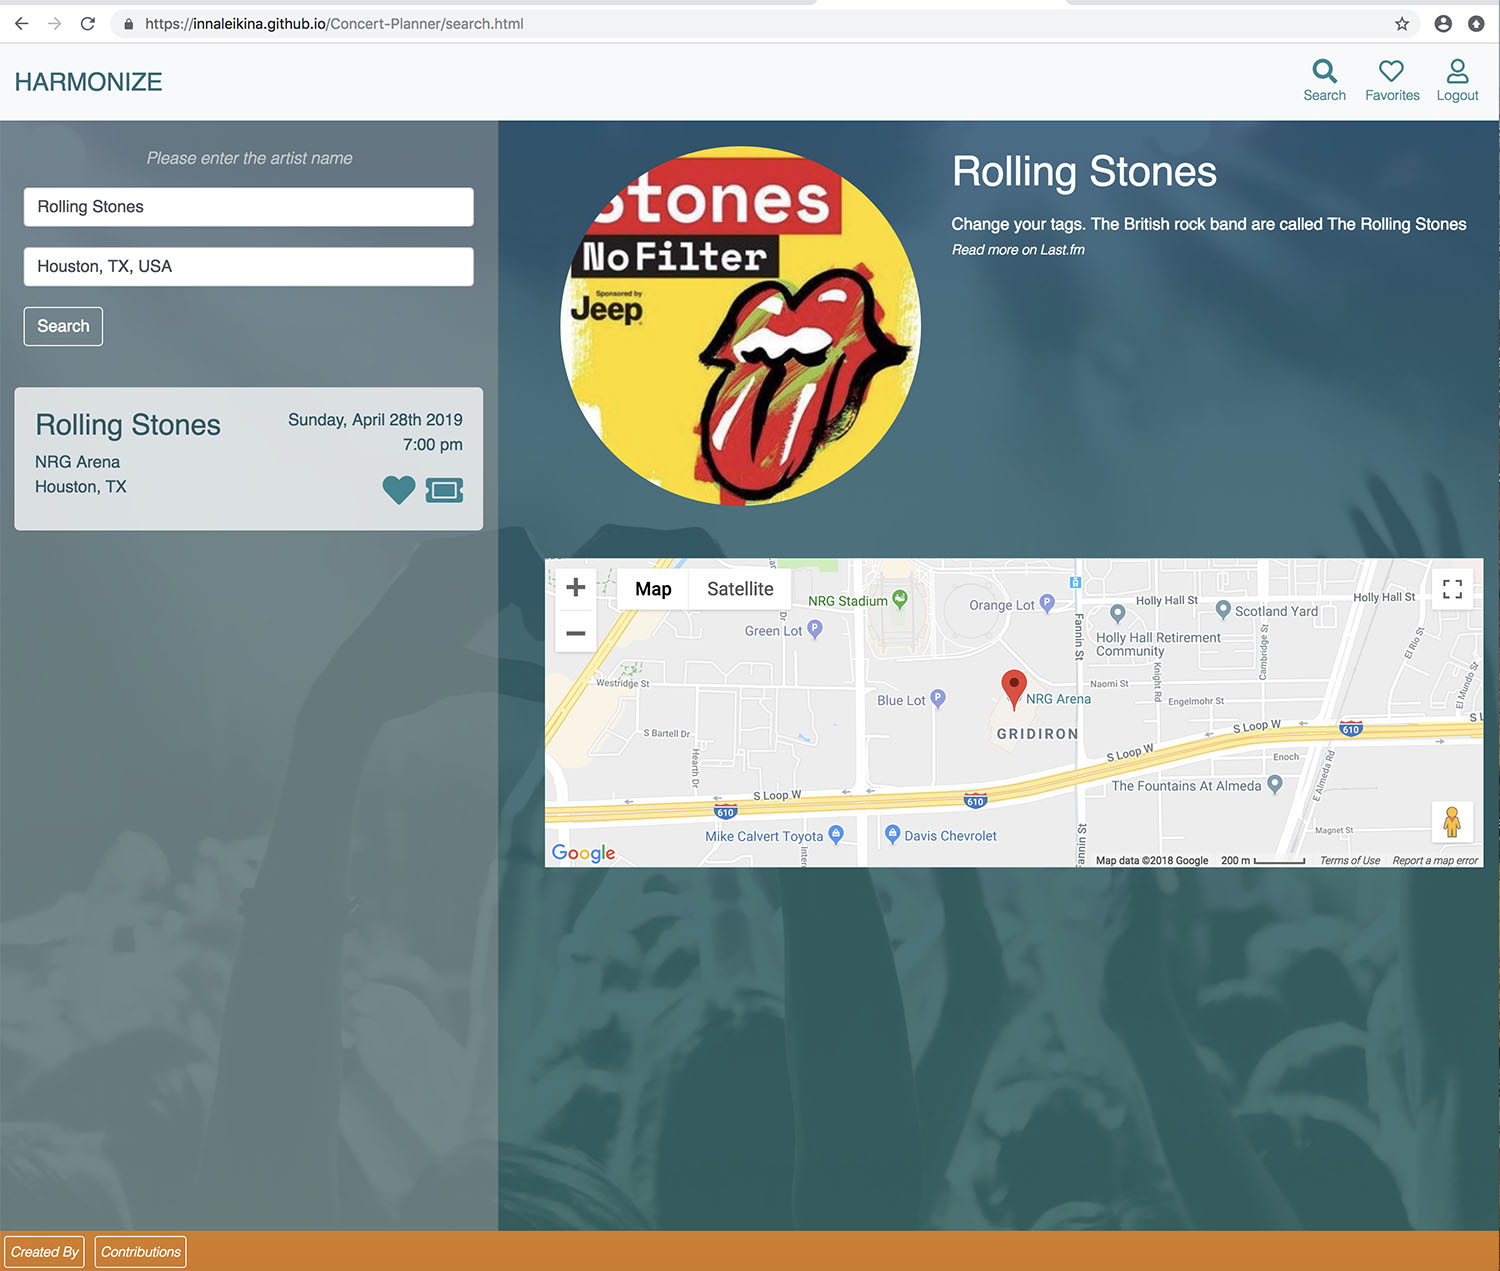 https://innaleikina.github.io/Concert-Planner/search.html
HARMONIZE
Search
Favorites
Logout
Please enter the artist name
Rolling Stones
Houston, TX, USA
Search
Rolling Stones
Sunday, April 28th 2019
7:00 pm
NRG Arena
Houston, TX
Stones
No Filter
Sponsored by
Jeep
Rolling Stones
Change your tags. The British rock band are called The Rolling Stones
Read more on Last.fm
+
Map
Satellite
−
NRG Stadium
Orange Lot
P
Green Lot
P
Dr
Holly Hall St
Holly Hall St
Scotland Yard
Holly Hall Retirement
Community
Fannin St
Cambridge St
El Rio St
Westridge St
Knight Rd
Naomi St
Engelmohr St
El Mundo St
Blue Lot
P
NRG Arena
GRIDIRON
S Bartell Dr
Hearth Dr
S Loop W
S Loop W
S Loop W
S L
610
610
610
Enoch
E Almeda Rd
The Fountains At Almeda
Mike Calvert Toyota
Davis Chevrolet
Magnet St
Fannin St
Inter
Google
Map data ©2018 Google
200 m
Terms of Use
Report a map error
Created By
Contributions